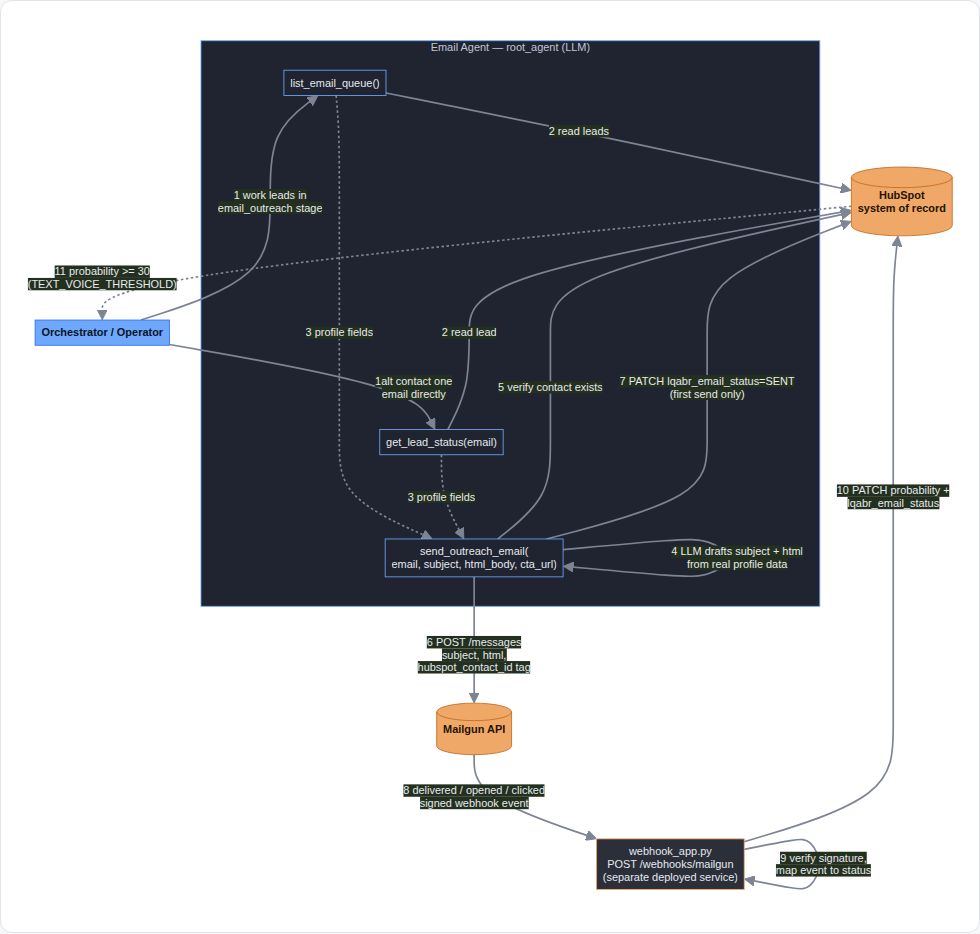 Email Agent — root_agent (LLM)
list_email_queue()
2 read leads
HubSpot
system of record
1 work leads in
email_outreach stage
11 probability >= 30
(TEXT_VOICE_THRESHOLD)
Orchestrator / Operator
3 profile fields
2 read lead
1alt contact one
email directly
5 verify contact exists
7 PATCH lqabr_email_status=SENT
(first send only)
get_lead_status(email)
3 profile fields
10 PATCH probability +
lqabr_email_status
send_outreach_email(
email, subject, html_body, cta_url)
4 LLM drafts subject + html
from real profile data
6 POST /messages
subject, html,
hubspot_contact_id tag
Mailgun API
8 delivered / opened / clicked
signed webhook event
webhook_app.py
POST /webhooks/mailgun
(separate deployed service)
9 verify signature,
map event to status